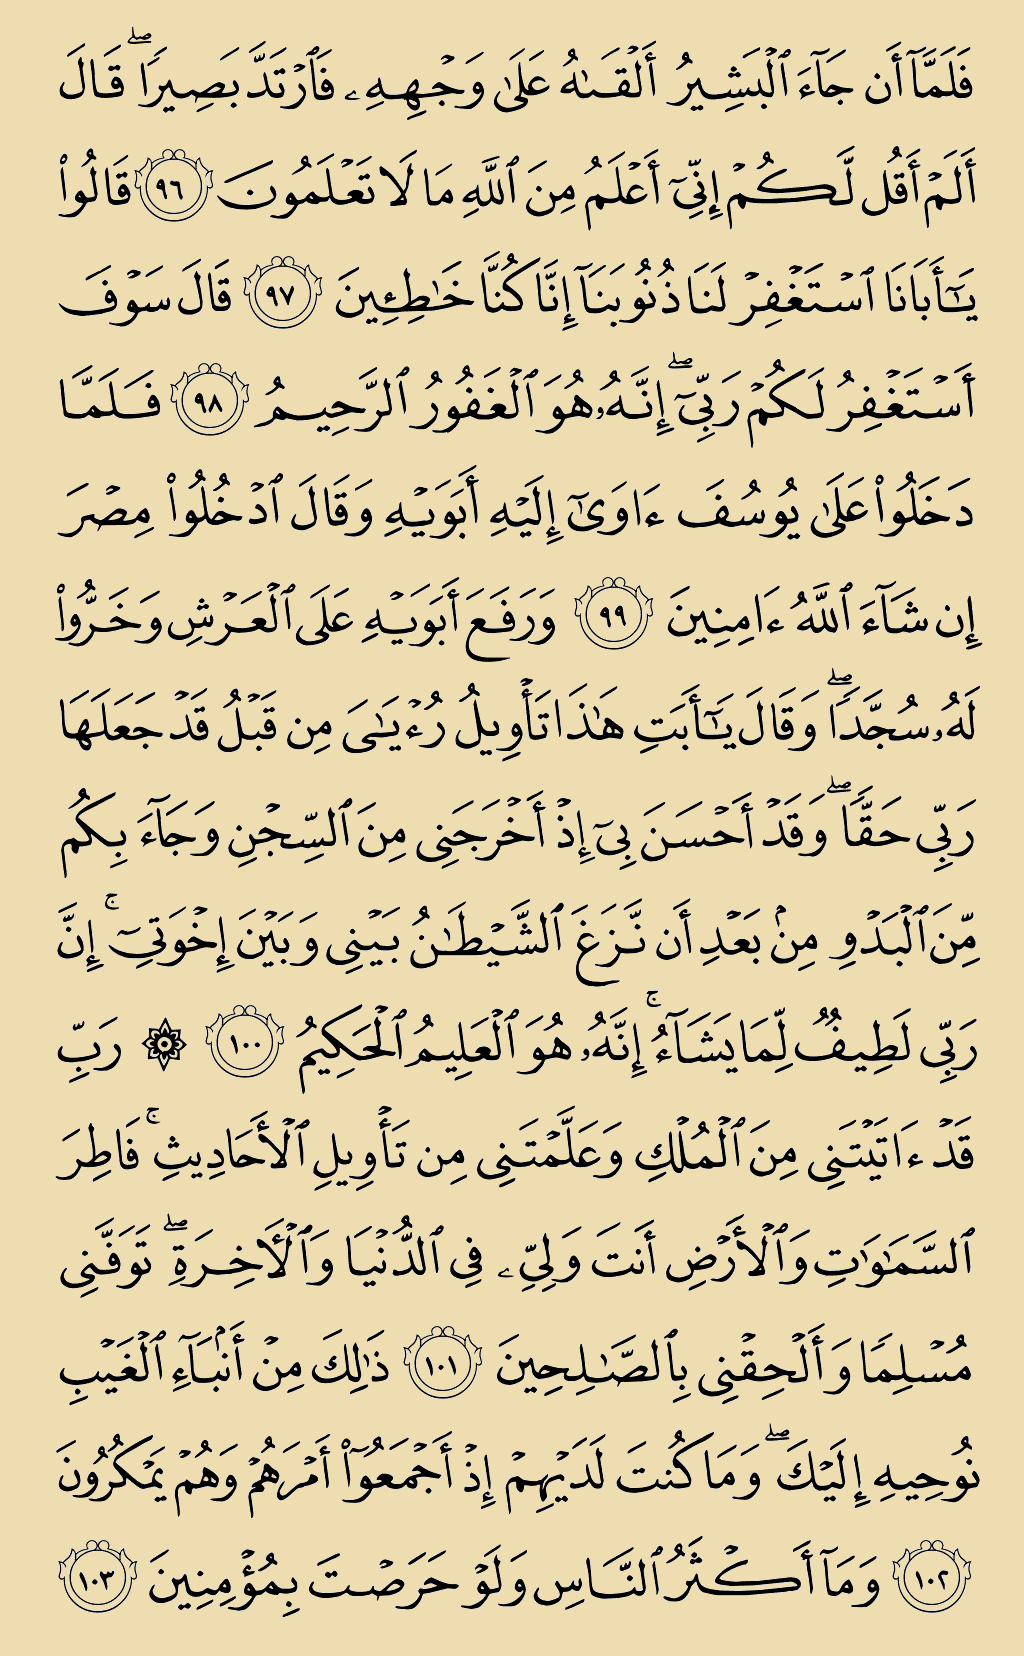 فَلَمَّآ أَن جَآءَ ٱلۡبَشِيرُ أَلۡقَىٰهُ عَلَىٰ وَجۡهِهِۦ فَٱرۡتَدَّ بَصِيرٗاۖ قَالَ
أَلَمۡ أَقُل لَّكُمۡ إِنِّيٓ أَعۡلَمُ مِنَ ٱللَّهِ مَا لَا تَعۡلَمُونَ ٩٦ قَالُواْ
يَٰٓأَبَانَا ٱسۡتَغۡفِرۡ لَنَا ذُنُوبَنَآ إِنَّا كُنَّا خَٰطِـِٔينَ ٩٧ قَالَ سَوۡفَ
أَسۡتَغۡفِرُ لَكُمۡ رَبِّيٓۖ إِنَّهُۥ هُوَ ٱلۡغَفُورُ ٱلرَّحِيمُ ٩٨ فَلَمَّا
دَخَلُواْ عَلَىٰ يُوسُفَ ءَاوَىٰٓ إِلَيۡهِ أَبَوَيۡهِ وَقَالَ ٱدۡخُلُواْ مِصۡرَ
إِن شَآءَ ٱللَّهُ ءَامِنِينَ ٩٩ وَرَفَعَ أَبَوَيۡهِ عَلَى ٱلۡعَرۡشِ وَخَرُّواْ
لَهُۥ سُجَّدٗاۖ وَقَالَ يَٰٓأَبَتِ هَٰذَا تَأۡوِيلُ رُءۡيَٰيَ مِن قَبۡلُ قَدۡ جَعَلَهَا
رَبِّي حَقّٗاۖ وَقَدۡ أَحۡسَنَ بِيٓ إِذۡ أَخۡرَجَنِي مِنَ ٱلسِّجۡنِ وَجَآءَ بِكُم
مِّنَ ٱلۡبَدۡوِ مِنۢ بَعۡدِ أَن نَّزَغَ ٱلشَّيۡطَٰنُ بَيۡنِي وَبَيۡنَ إِخۡوَتِيٓۚ إِنَّ
رَبِّي لَطِيفٞ لِّمَا يَشَآءُۚ إِنَّهُۥ هُوَ ٱلۡعَلِيمُ ٱلۡحَكِيمُ ١٠٠ ۞ رَبِّ
قَدۡ ءَاتَيۡتَنِي مِنَ ٱلۡمُلۡكِ وَعَلَّمۡتَنِي مِن تَأۡوِيلِ ٱلۡأَحَادِيثِۚ فَاطِرَ
ٱلسَّمَٰوَٰتِ وَٱلۡأَرۡضِ أَنتَ وَلِيِّۦ فِي ٱلدُّنۡيَا وَٱلۡأٓخِرَةِۖ تَوَفَّنِي
مُسۡلِمٗا وَأَلۡحِقۡنِي بِٱلصَّٰلِحِينَ ١٠١ ذَٰلِكَ مِنۡ أَنۢبَآءِ ٱلۡغَيۡبِ
نُوحِيهِ إِلَيۡكَۖ وَمَا كُنتَ لَدَيۡهِمۡ إِذۡ أَجۡمَعُوٓاْ أَمۡرَهُمۡ وَهُمۡ يَمۡكُرُونَ
١٠٢ وَمَآ أَكۡثَرُ ٱلنَّاسِ وَلَوۡ حَرَصۡتَ بِمُؤۡمِنِينَ ١٠٣